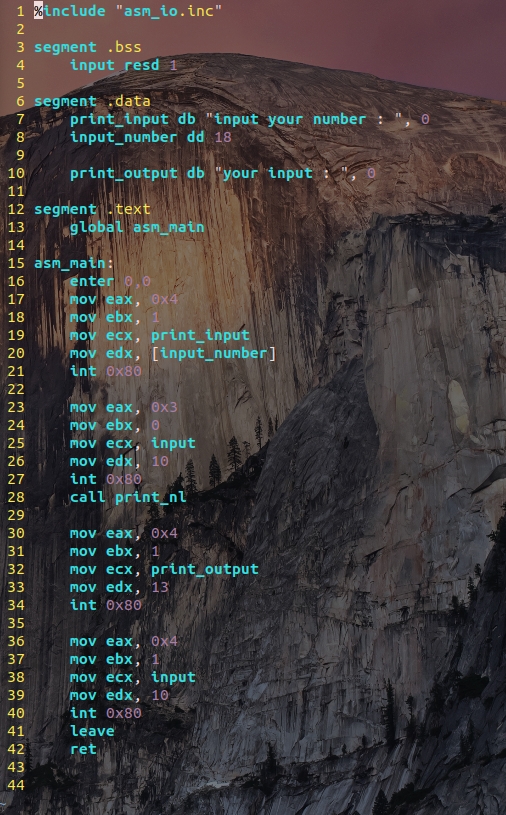 1 %include "asm_io.inc"
2
3 segment .bss
4     input resd 1
5
6 segment .data
7     print_input db "input your number : ", 0
8     input_number dd 18
9
10     print_output db "your input : ", 0
11
12 segment .text
13     global asm_main
14
15 asm_main:
16     enter 0,0
17     mov eax, 0x4
18     mov ebx, 1
19     mov ecx, print_input
20     mov edx, [input_number]
21     int 0x80
22
23     mov eax, 0x3
24     mov ebx, 0
25     mov ecx, input
26     mov edx, 10
27     int 0x80
28     call print_nl
29
30     mov eax, 0x4
31     mov ebx, 1
32     mov ecx, print_output
33     mov edx, 13
34     int 0x80
35
36     mov eax, 0x4
37     mov ebx, 1
38     mov ecx, input
39     mov edx, 10
40     int 0x80
41     leave
42     ret
43
44